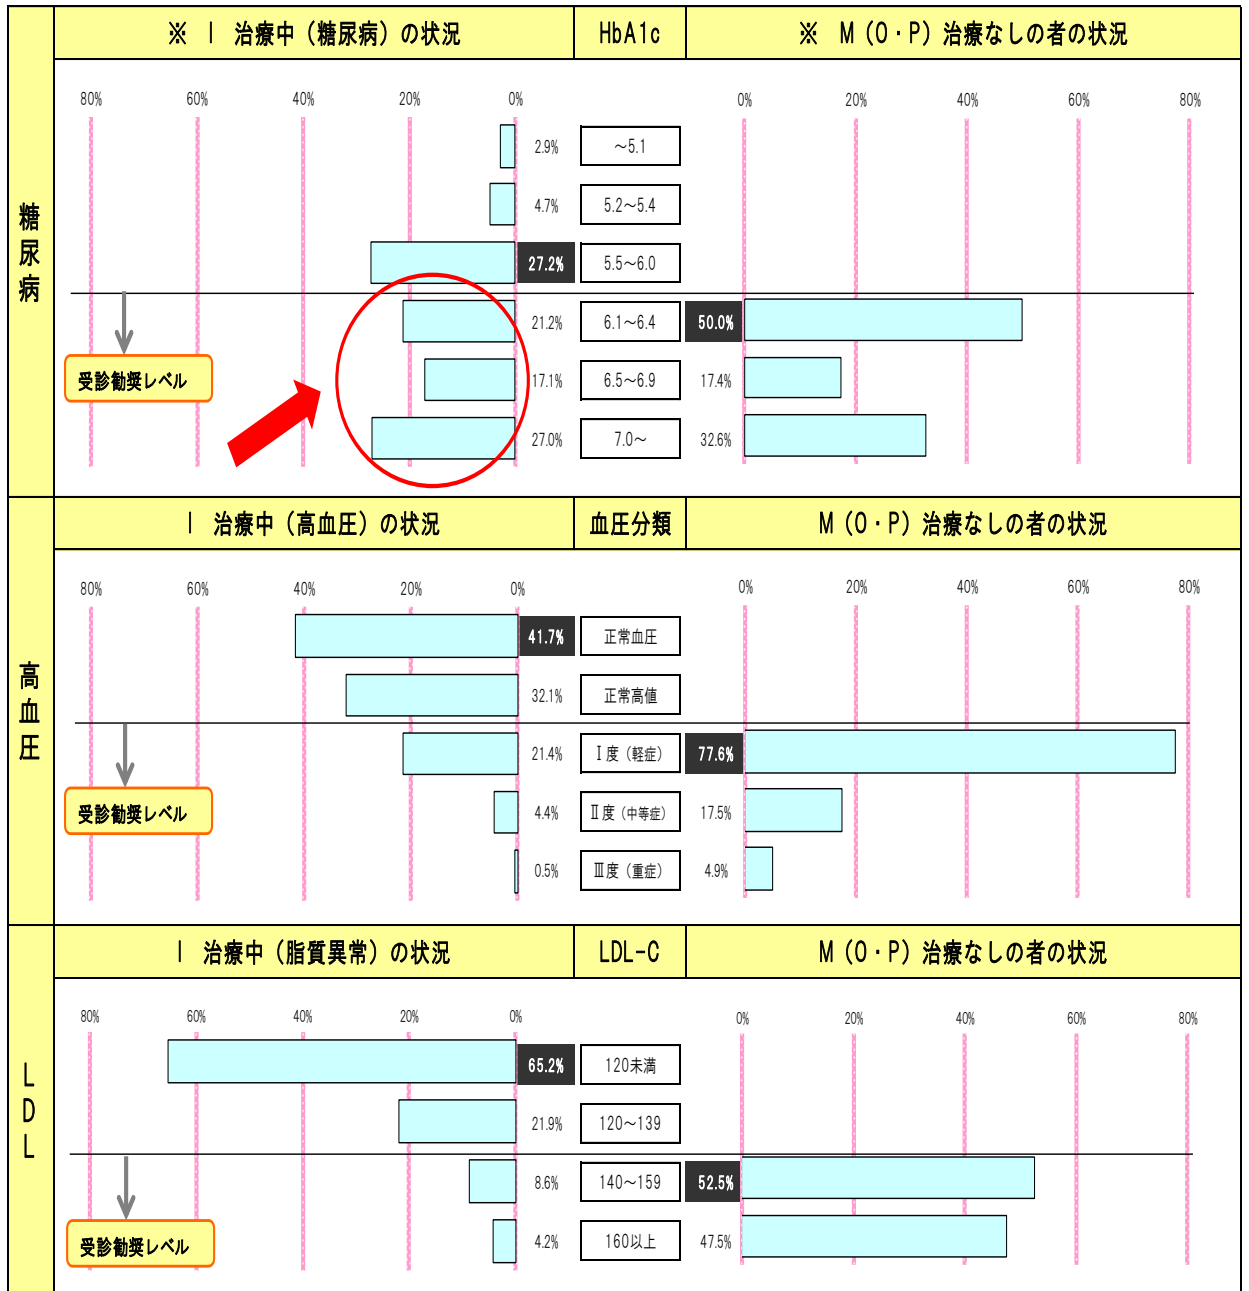 ※ Ⅰ 治療中（糖尿病）の状況 HbA1c ※ M（O・P）治療なしの者の状況
糖尿病
80% 60% 40% 20% 0% 0% 20% 40% 60% 80%
2.9% ～5.1
4.7% 5.2～5.4
27.2% 5.5～6.0
21.2% 6.1～6.4 50.0%
受診勧奨レベル
17.1% 6.5～6.9 17.4%
27.0% 7.0～ 32.6%
Ⅰ 治療中（高血圧）の状況 血圧分類 M（O・P）治療なしの者の状況
高血圧
80% 60% 40% 20% 0% 0% 20% 40% 60% 80%
41.7% 正常血圧
32.1% 正常高値
21.4% Ⅰ度（軽症） 77.6%
受診勧奨レベル
4.4% Ⅱ度（中等症） 17.5%
0.5% Ⅲ度（重症） 4.9%
Ⅰ 治療中（脂質異常）の状況 LDL-C M（O・P）治療なしの者の状況
LDL
80% 60% 40% 20% 0% 0% 20% 40% 60% 80%
65.2% 120未満
21.9% 120～139
8.6% 140～159 52.5%
受診勧奨レベル
4.2% 160以上 47.5%